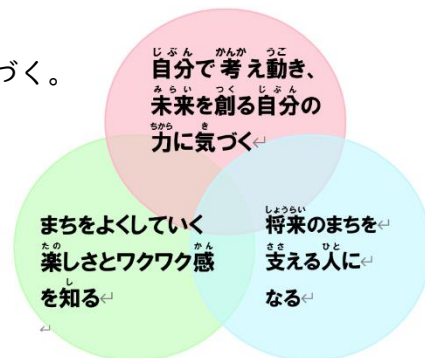 づく。
自分で考え動き、
未来を創る自分の
力に気づく
まちをよくしていく
楽しさとワクワク感
を知る
将来のまちを
支える人に
なる